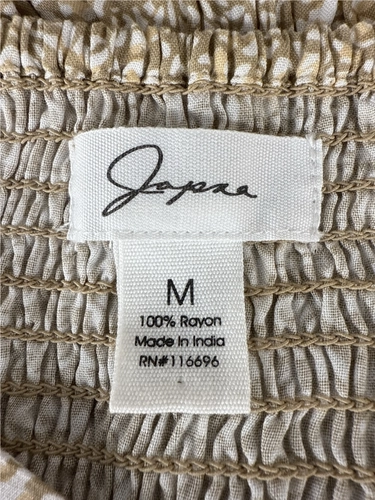 Japna
M
100% Rayon
Made in India
RN#116696